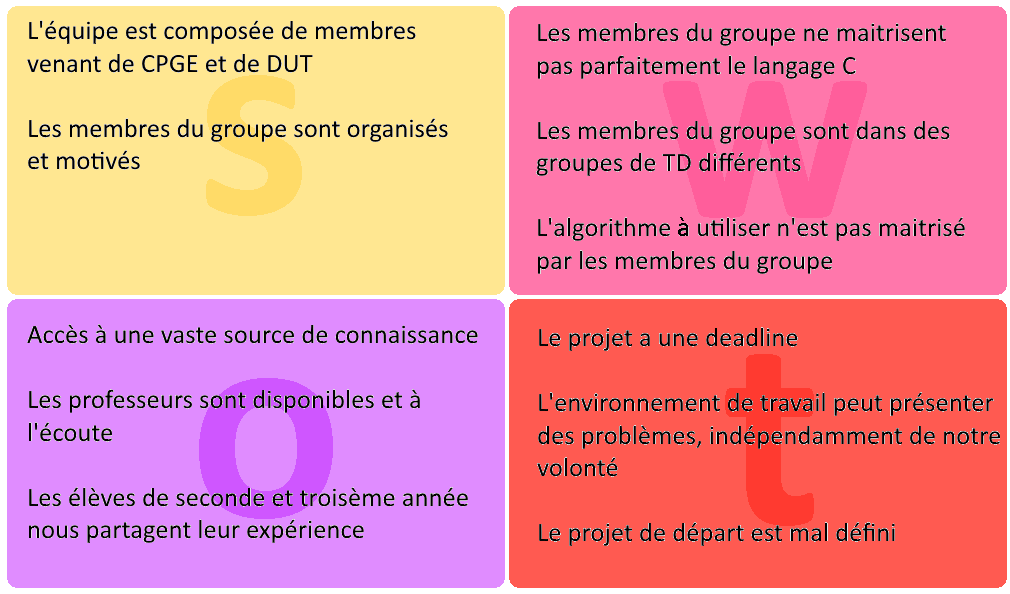 L'équipe est composée de membres
venant de CPGE et de DUT
Les membres du groupe sont organisés
et motivés
s
Les membres du groupe ne maitrisent
pas parfaitement le langage C
Les membres du groupe sont dans des
groupes de TD différents
L'algorithme à utiliser n'est pas maitrisé
par les membres du groupe
w
Accès à une vaste source de connaissance
Les professeurs sont disponibles et à
l'écoute
Les élèves de seconde et troisème année
nous partagent leur expérience
o
Le projet a une deadline
L'environnement de travail peut présenter
des problèmes, indépendamment de notre
volonté
Le projet de départ est mal défini
t